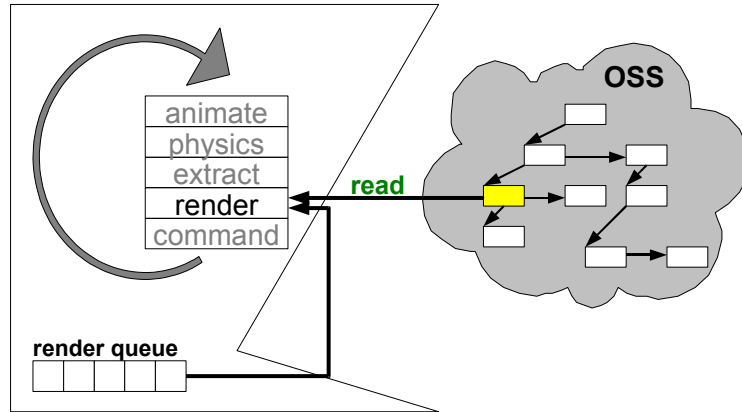 OSS
animate
physics
extract
render
command
read
render queue